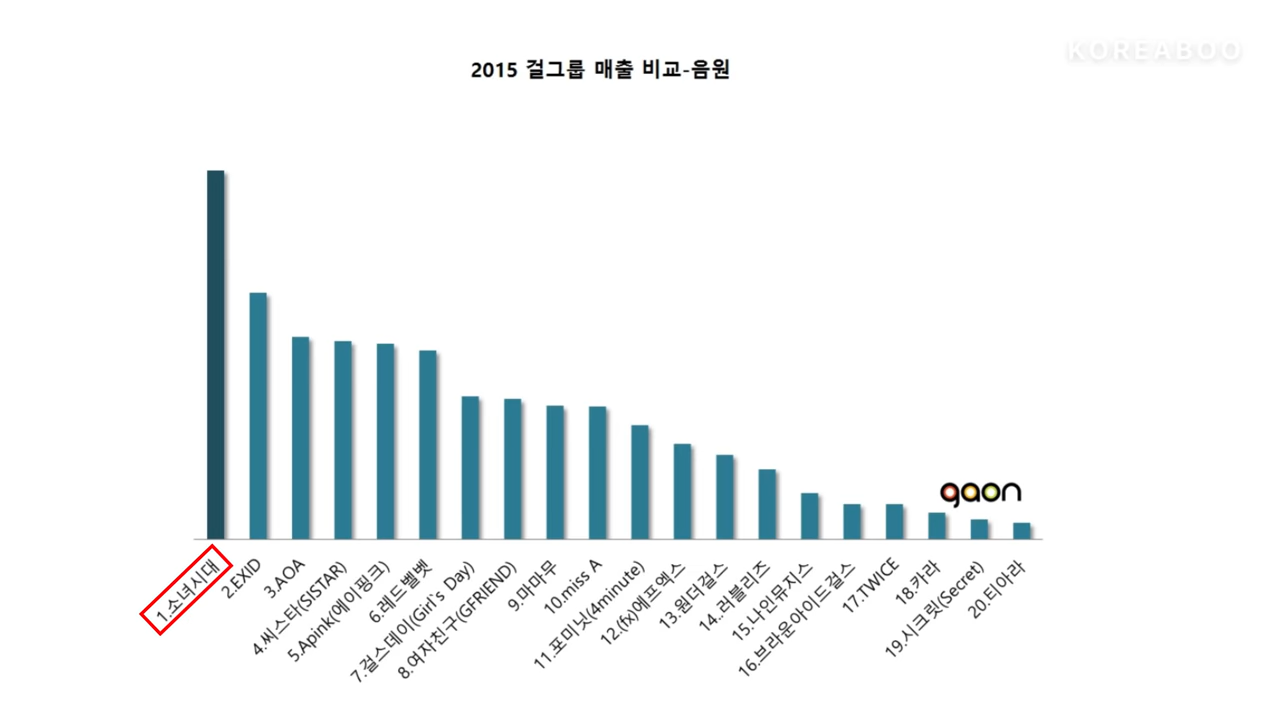 KOREABOO
2015 걸그룹 매출 비교-음원
gaon
1.소녀시대
2.EXID
3.AOA
4.씨스타(SISTAR)
5.Apink(에이핑크)
6.레드벨벳
7.걸스데이(Girl`s Day)
8.여자친구(GFRIEND)
9.마마무
10.miss A
11.포미닛(4minute)
12.(fx)에프엑스
13.원더걸스
14..러블리즈
15.나인뮤지스
16.브라운아이드걸스
17.TWICE
18.카라
19.시크릿(Secret)
20.티아라